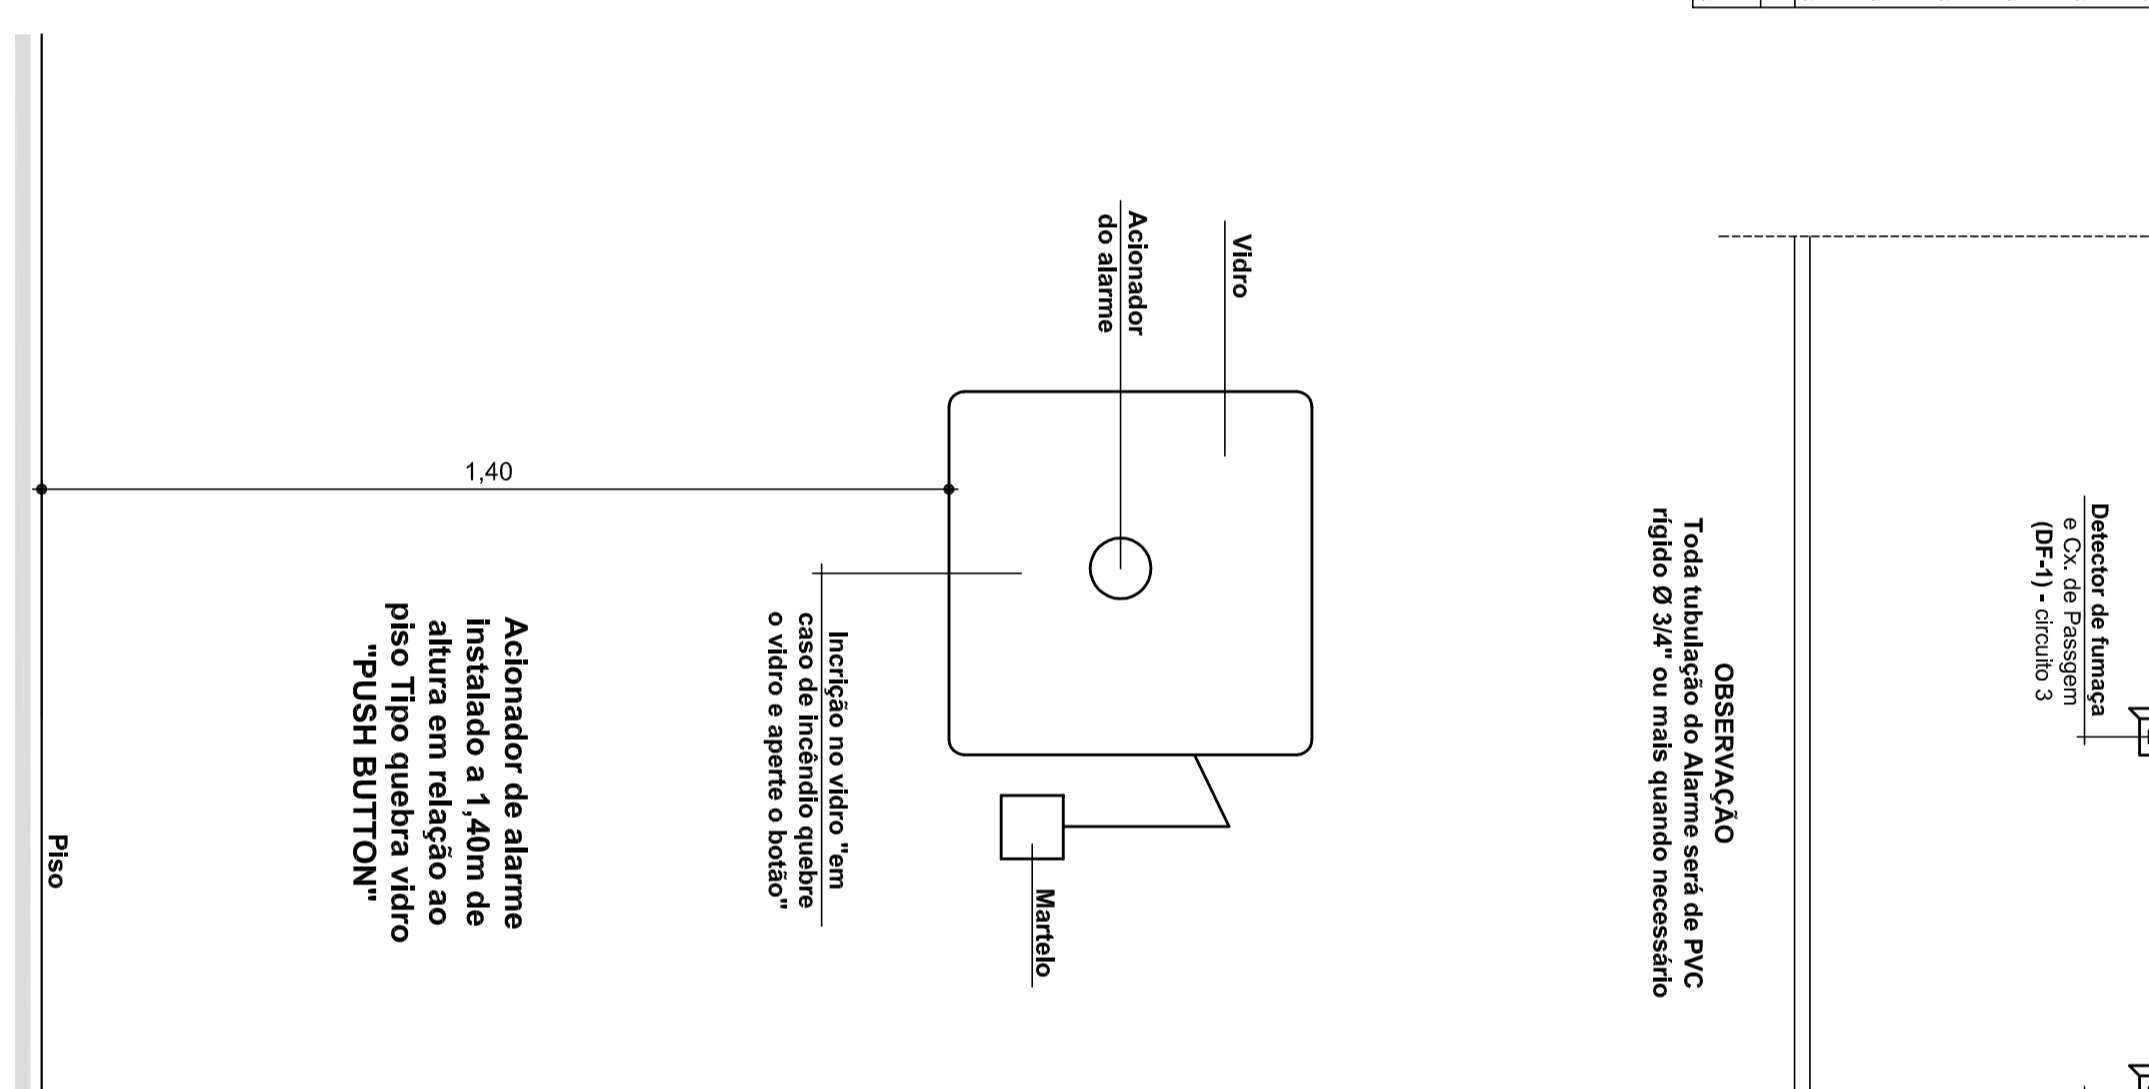 Detector de fumaça
e Cx. de Passgem
(DF-1) - circuito 3
OBSERVAÇÃO
Toda tubulação do Alarme será de PVC
rígido Ø 3/4" ou mais quando necessário
Vidro
Acionador
do alarme
Martelo
Incrição no vidro "em
caso de incêndio quebre
o vidro e aperte o botão"
1,40
Acionador de alarme
instalado a 1,40m de
altura em relação ao
piso Tipo quebra vidro
"PUSH BUTTON"
Piso